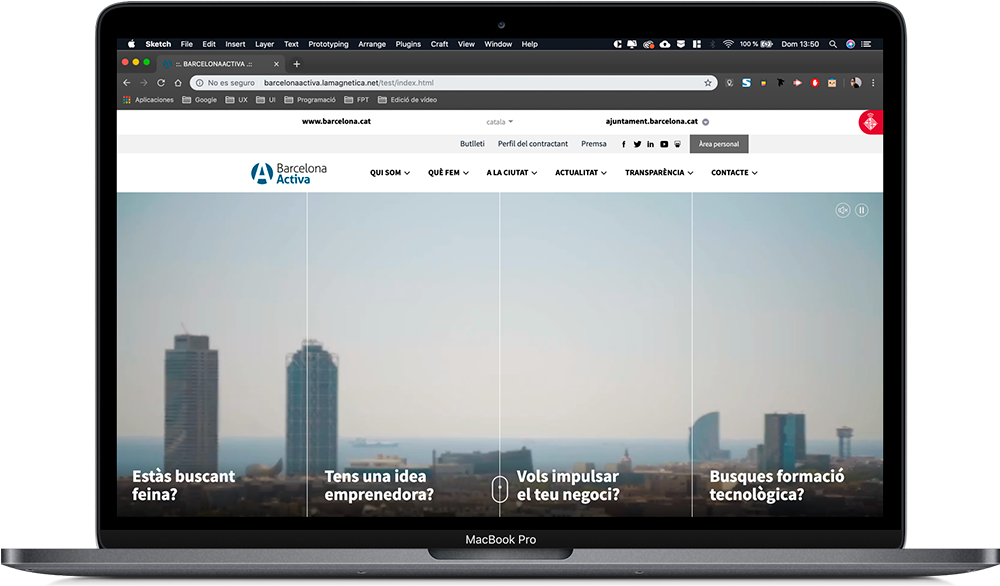 Sketch File Edit Insert Layer Text Prototyping Arrange Plugins Craft View Window Help 100 % Dom 13:50
.:: BARCELONAACTIVA .::
No es seguro barcelonaactiva.lamagnetica.net/test/index.html
Aplicaciones Google UX UI Programació FPT Edició de vídeo
www.barcelona.cat català ajuntament.barcelona.cat
Butlletí Perfil del contractant Premsa Àrea personal
Barcelona
Activa
QUI SOM QUÈ FEM A LA CIUTAT ACTUALITAT TRANSPARÈNCIA CONTACTE
Estàs buscant
feina?
Tens una idea
emprenedora?
Vols impulsar
el teu negoci?
Busques formació
tecnològica?
MacBook Pro